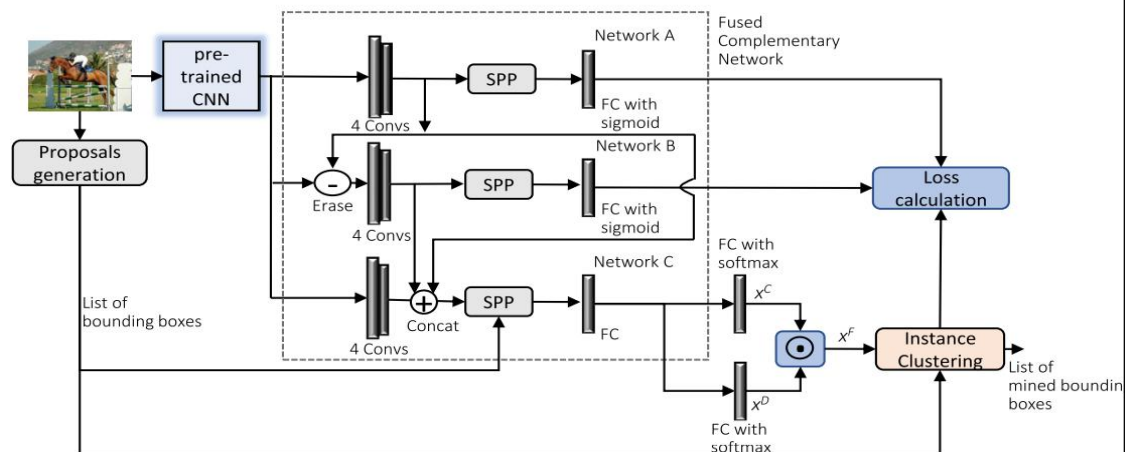 Network A
Fused
Complementary
Network
pre-
trained
CNN
SPP
4 Convs
FC with
sigmoid
Proposals
generation
Network B
-
SPP
Erase
Loss
calculation
4 Convs
FC with
sigmoid
FC with
softmax
Network C
List of
bounding boxes
SPP
x^C
+
Concat
FC
4 Convs
x^F
Instance
Clustering
List of
mined boundin
boxes
x^D
FC with
softmax